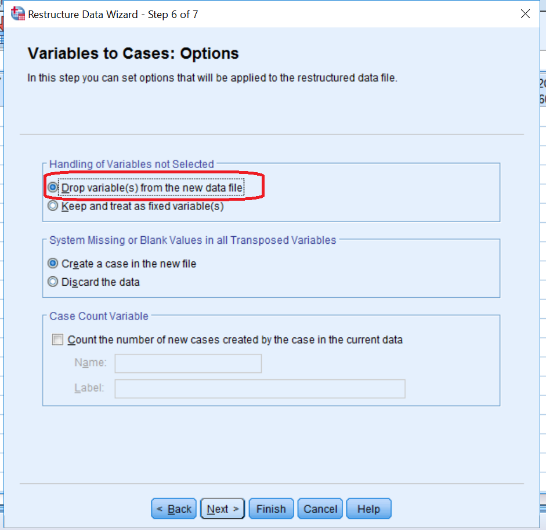 Restructure Data Wizard - Step 6 of 7
Variables to Cases: Options
In this step you can set options that will be applied to the restructured data file.
Handling of Variables not Selected
Drop variable(s) from the new data file
Keep and treat as fixed variable(s)
System Missing or Blank Values in all Transposed Variables
Create a case in the new file
Discard the data
Case Count Variable
Count the number of new cases created by the case in the current data
Name:
Label:
< Back Next > Finish Cancel Help